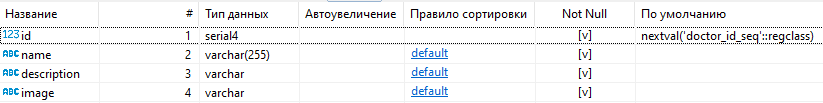 Название # Тип данных Автоувеличение Правило сортировки Not Null По умолчанию
123 id 1 serial4 [v] nextval('doctor_id_seq'::regclass)
ABC name 2 varchar(255) default [v]
ABC description 3 varchar default [v]
ABC image 4 varchar default [v]